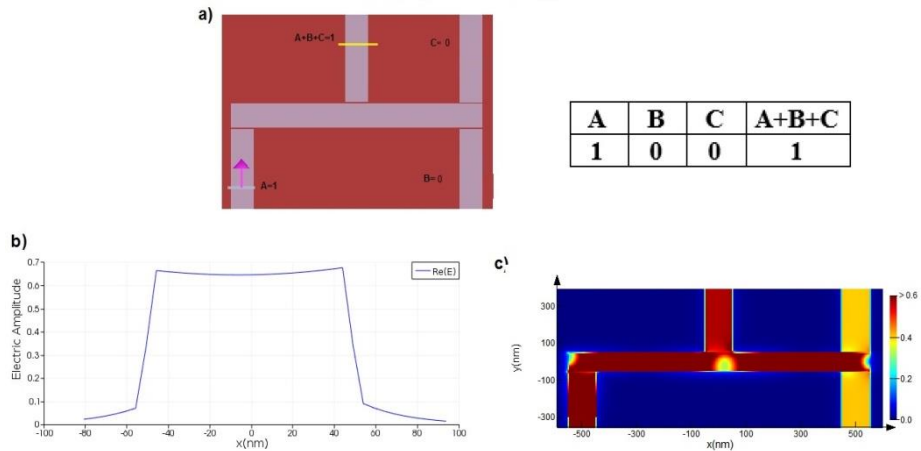 a)
A+B+C=1
C= 0
A=1
B= 0
A B C A+B+C
1 0 0 1
b)
Electric Amplitude
0.7
0.6
0.5
0.4
0.3
0.2
0.1
0
-100 -80 -60 -40 -20 0 20 40 60 80 100
x(nm)
Re(E)
c)
y(nm)
300
100
-100
-300
-500 -300 -100 100 300 500
x(nm)
> 0.6
0.4
0.2
0.0